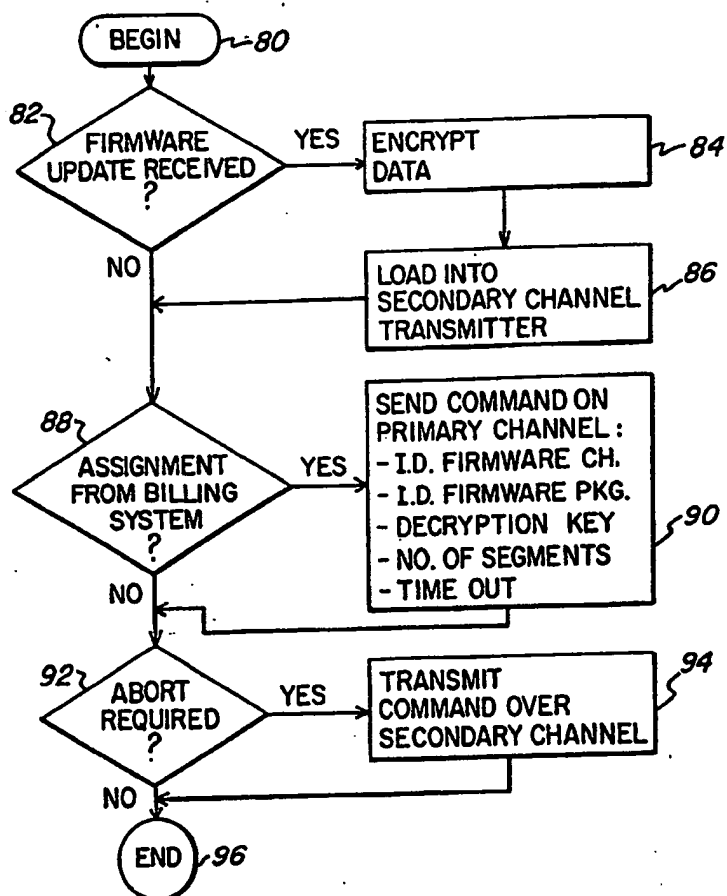 BEGIN
80
82
FIRMWARE
UPDATE RECEIVED
?
YES
ENCRYPT
DATA
84
NO
LOAD INTO
SECONDARY CHANNEL
TRANSMITTER
86
88
ASSIGNMENT
FROM BILLING
SYSTEM
?
YES
SEND COMMAND ON
PRIMARY CHANNEL :
- I.D. FIRMWARE CH.
- I.D. FIRMWARE PKG.
- DECRYPTION KEY
- NO. OF SEGMENTS
- TIME OUT
90
NO
92
ABORT
REQUIRED
?
YES
TRANSMIT
COMMAND OVER
SECONDARY CHANNEL
94
NO
END
96